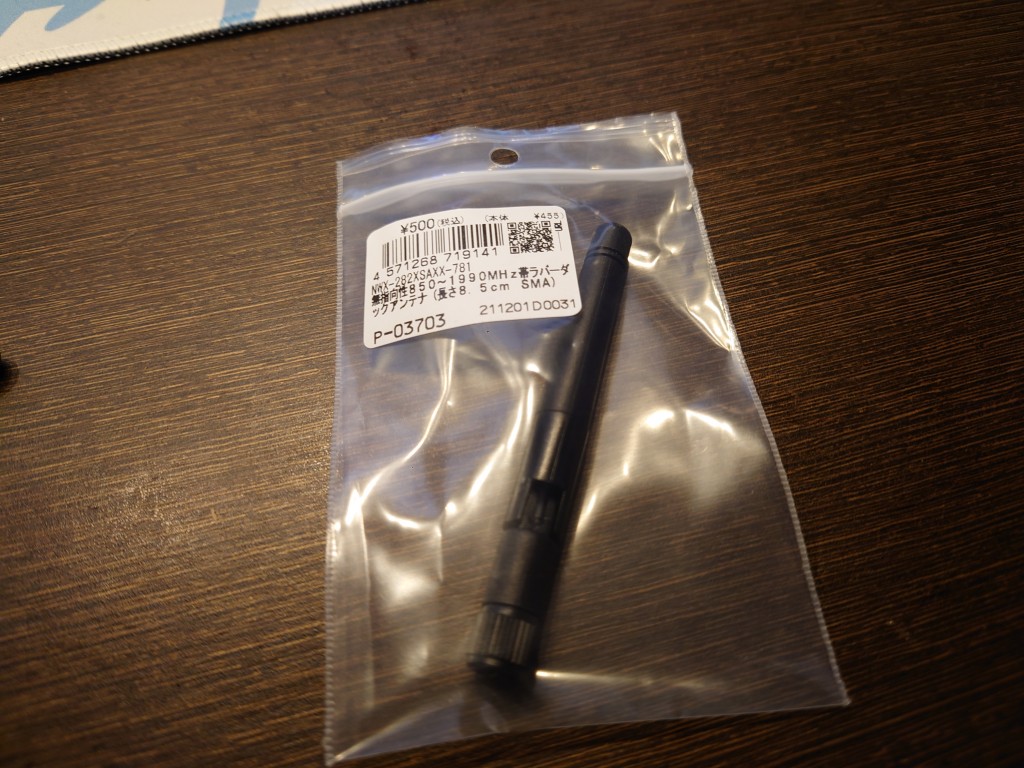 ¥500(税込) (本体 ¥455)
4 571268 719141
NWX-282XSAXX-781
無指向性850~1990MHz帯ラバーダ
ックアンテナ (長さ8.5cm SMA)
P-03703 211201D0031